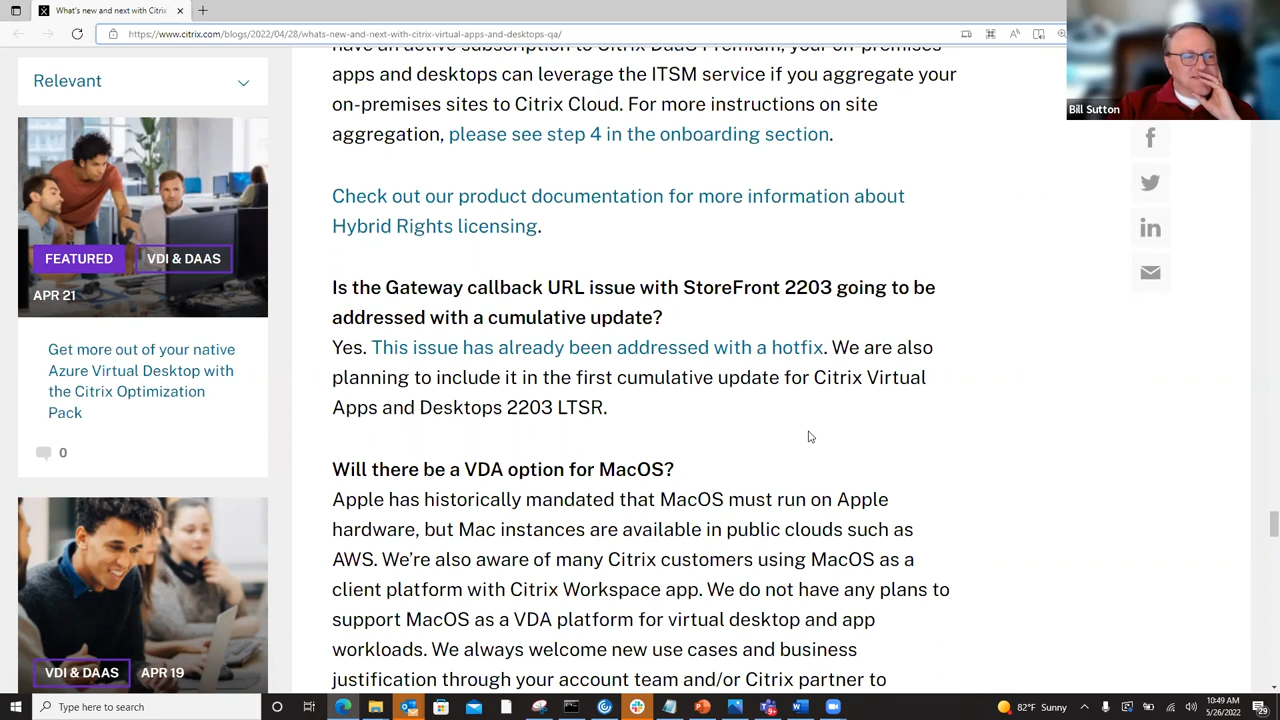 What's new and next with Citrix
https://www.citrix.com/blogs/2022/04/28/whats-new-and-next-with-citrix-virtual-apps-and-desktops-qa/
Bill Sutton
Relevant
FEATURED
VDI & DAAS
APR 21
Get more out of your native
Azure Virtual Desktop with
the Citrix Optimization
Pack
0
VDI & DAAS
APR 19
have an active subscription to Citrix DaaS Premium, your on-premises
apps and desktops can leverage the ITSM service if you aggregate your
on-premises sites to Citrix Cloud. For more instructions on site
aggregation, please see step 4 in the onboarding section.
Check out our product documentation for more information about
Hybrid Rights licensing.
Is the Gateway callback URL issue with StoreFront 2203 going to be
addressed with a cumulative update?
Yes. This issue has already been addressed with a hotfix. We are also
planning to include it in the first cumulative update for Citrix Virtual
Apps and Desktops 2203 LTSR.
Will there be a VDA option for MacOS?
Apple has historically mandated that MacOS must run on Apple
hardware, but Mac instances are available in public clouds such as
AWS. We're also aware of many Citrix customers using MacOS as a
client platform with Citrix Workspace app. We do not have any plans to
support MacOS as a VDA platform for virtual desktop and app
workloads. We always welcome new use cases and business
justification through your account team and/or Citrix partner to
Type here to search
82°F Sunny
10:49 AM
5/26/2022
29